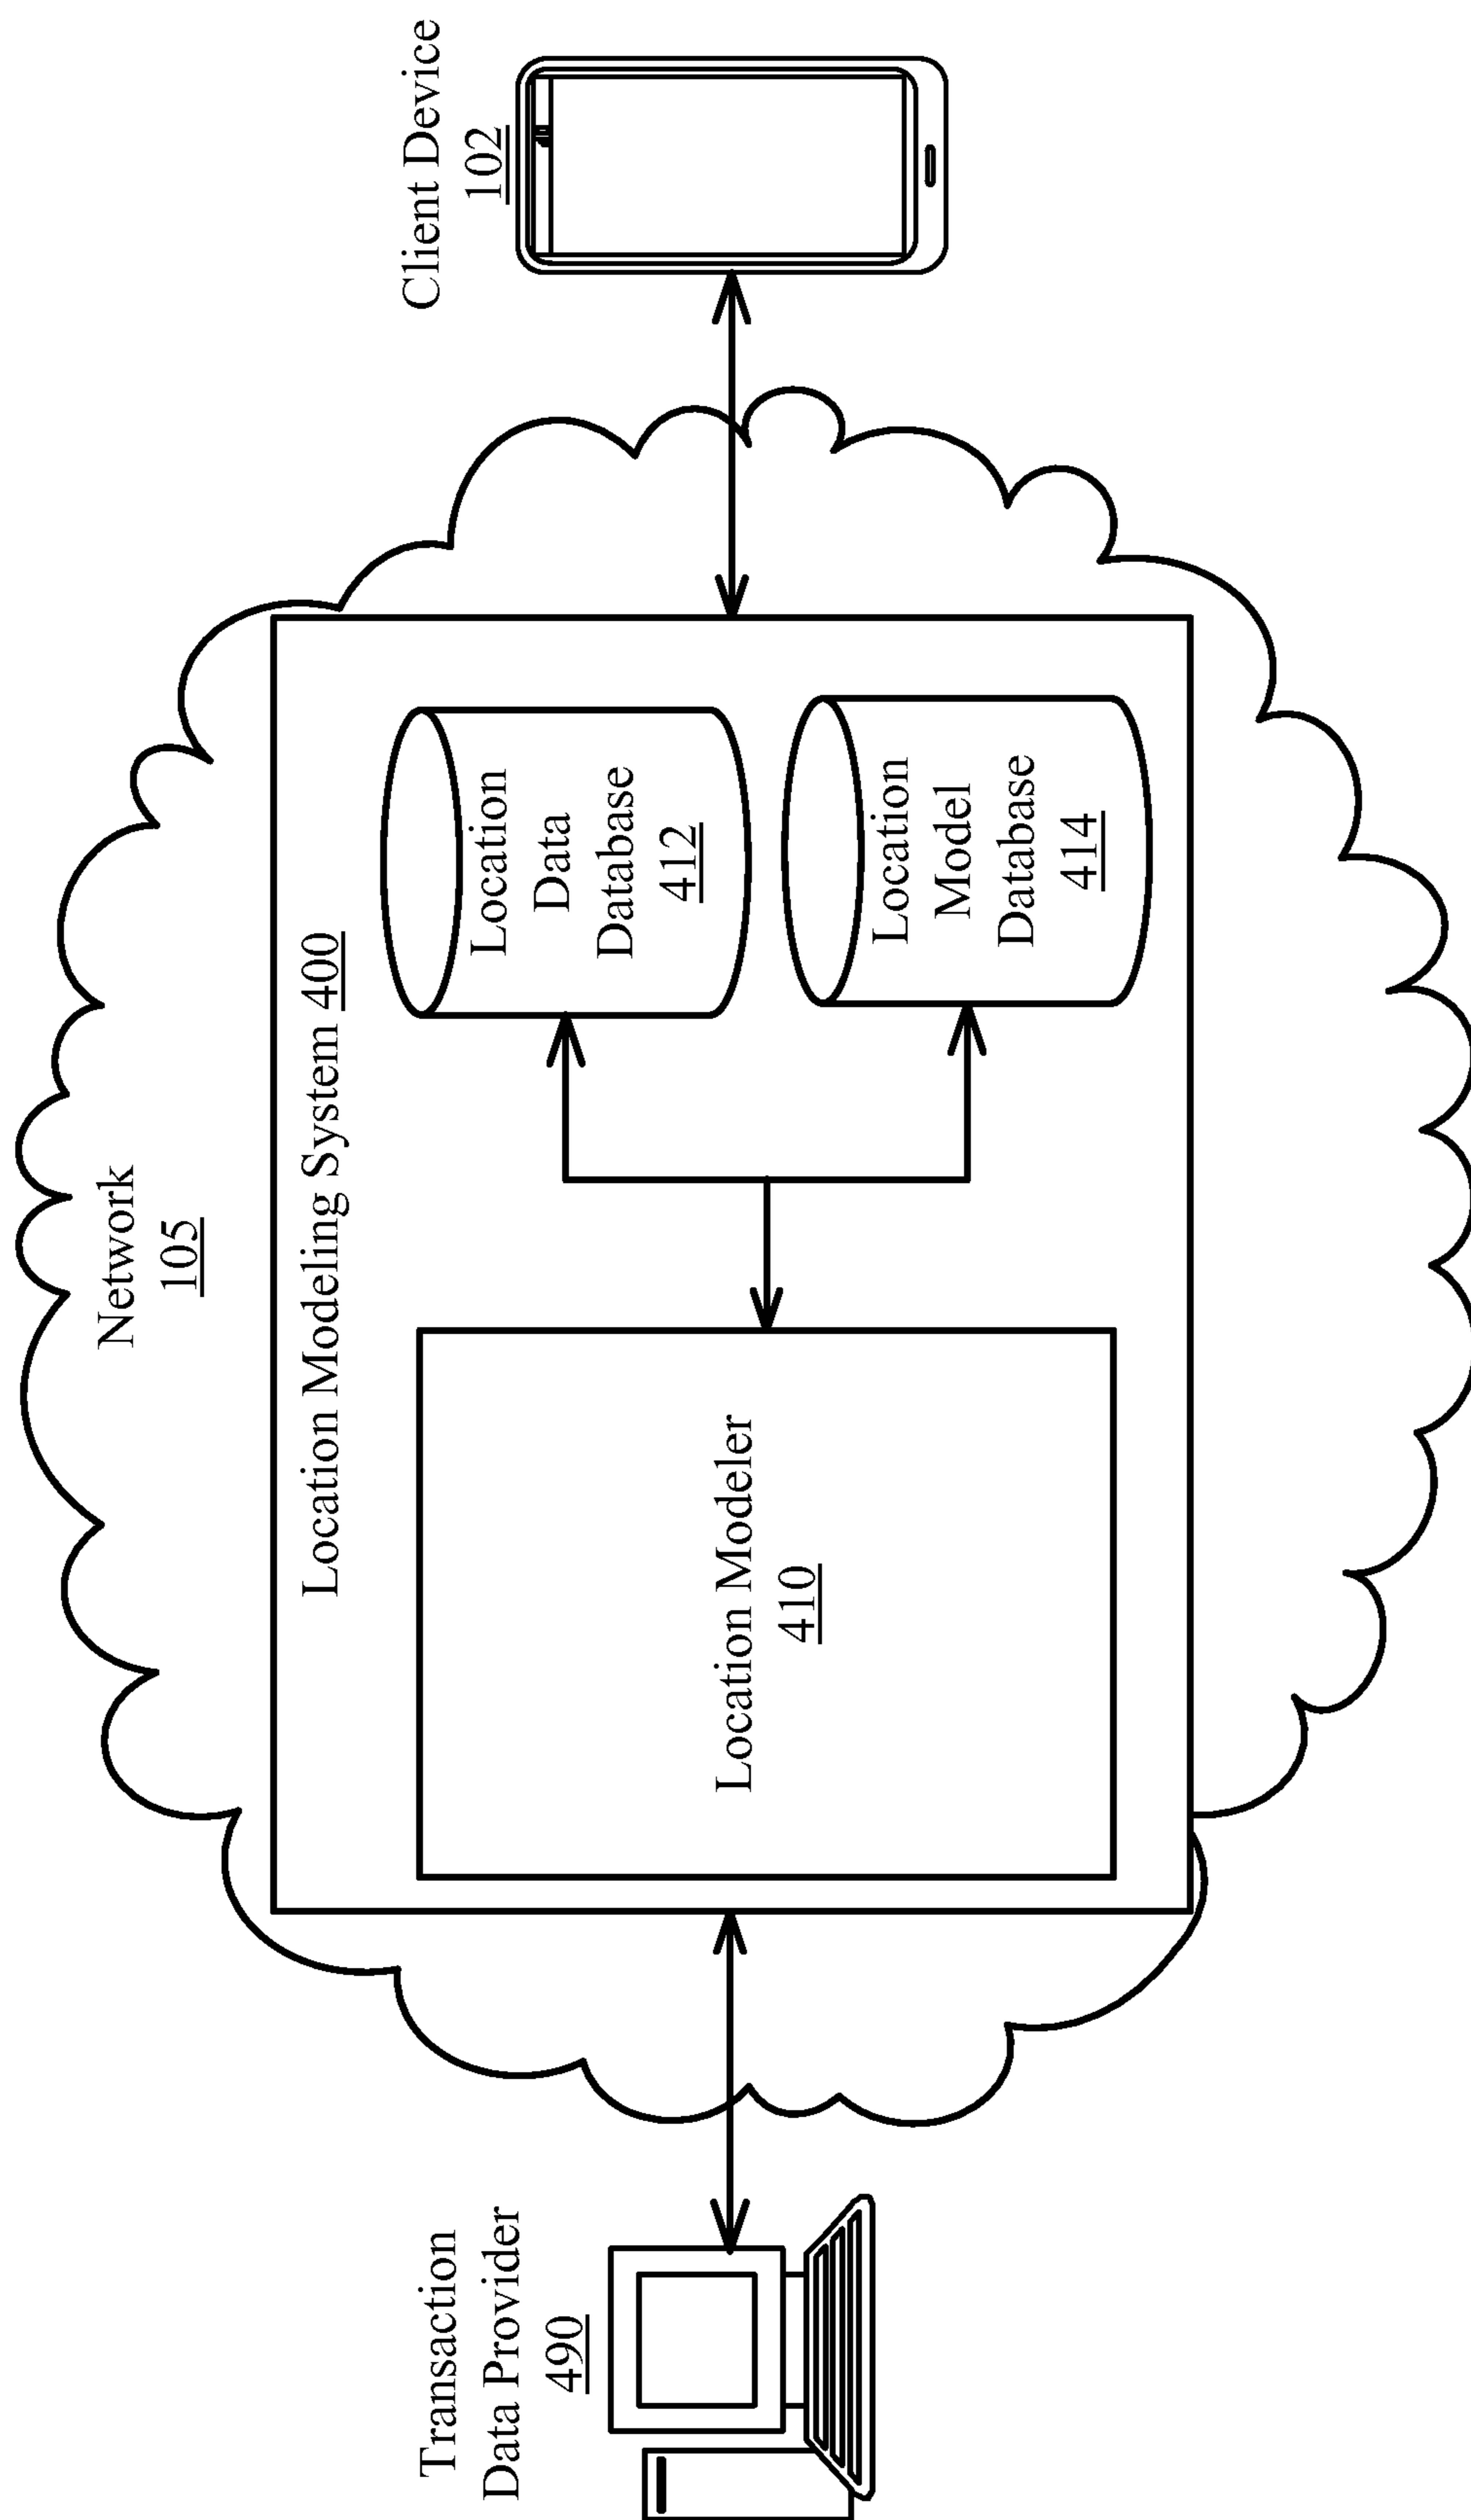 Network
105
Location Modeling System 400
Transaction
Data Provider
490
Location Modeler
410
Location
Data
Database
412
Location
Model
Database
414
Client Device
102